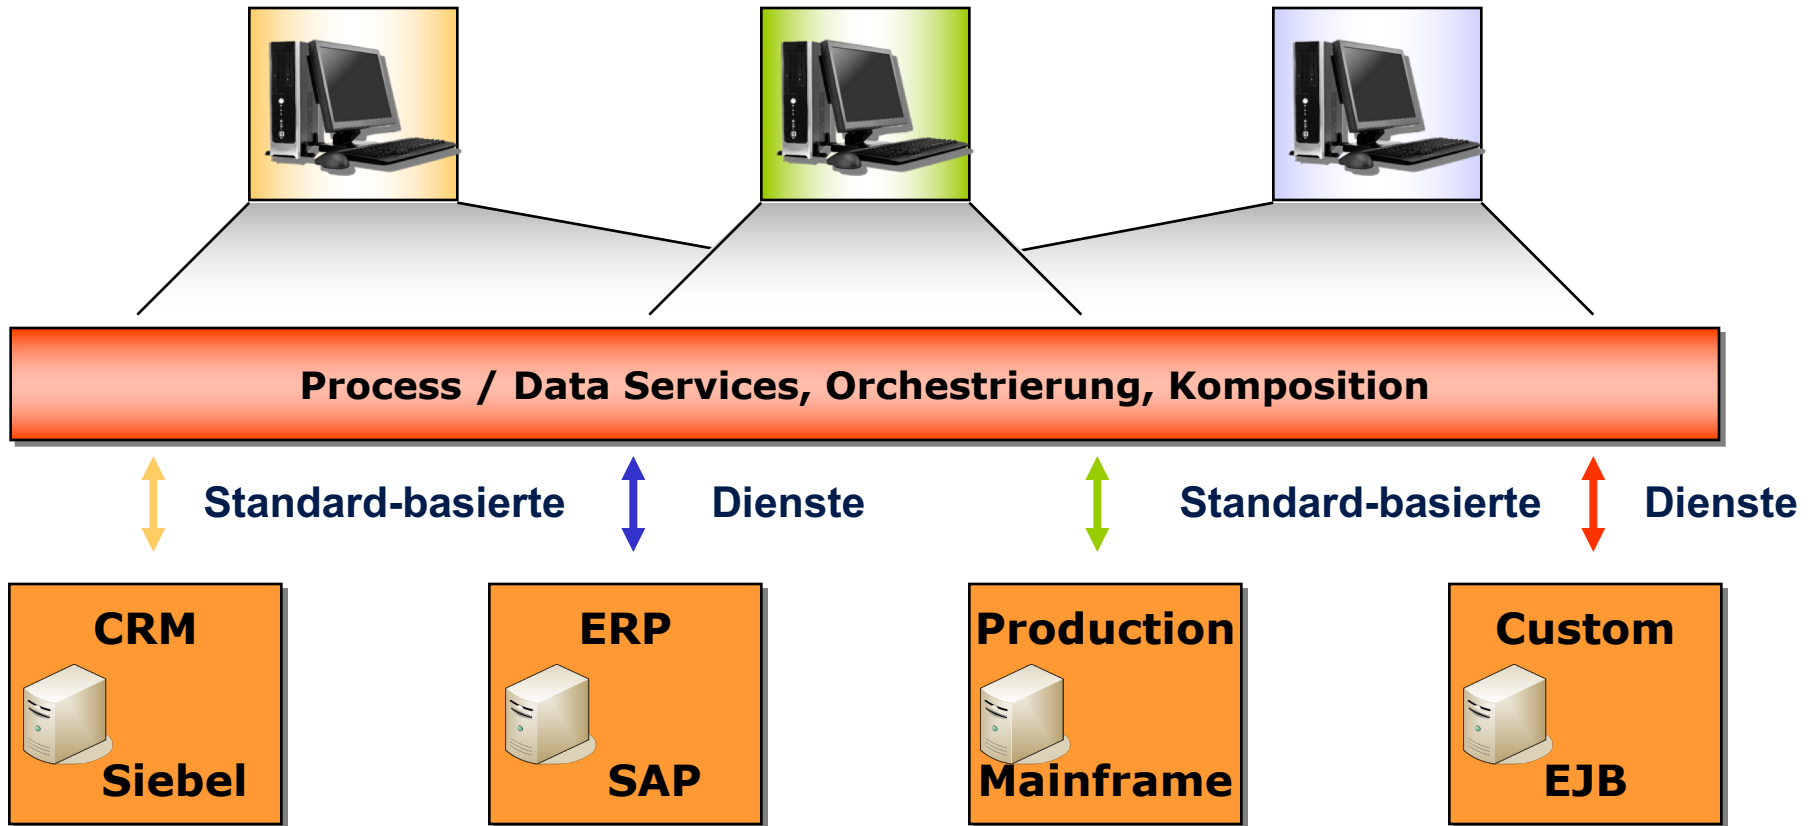 Process / Data Services, Orchestrierung, Komposition
Standard-basierte Dienste Standard-basierte Dienste
CRM ERP Production Custom
Siebel SAP Mainframe EJB